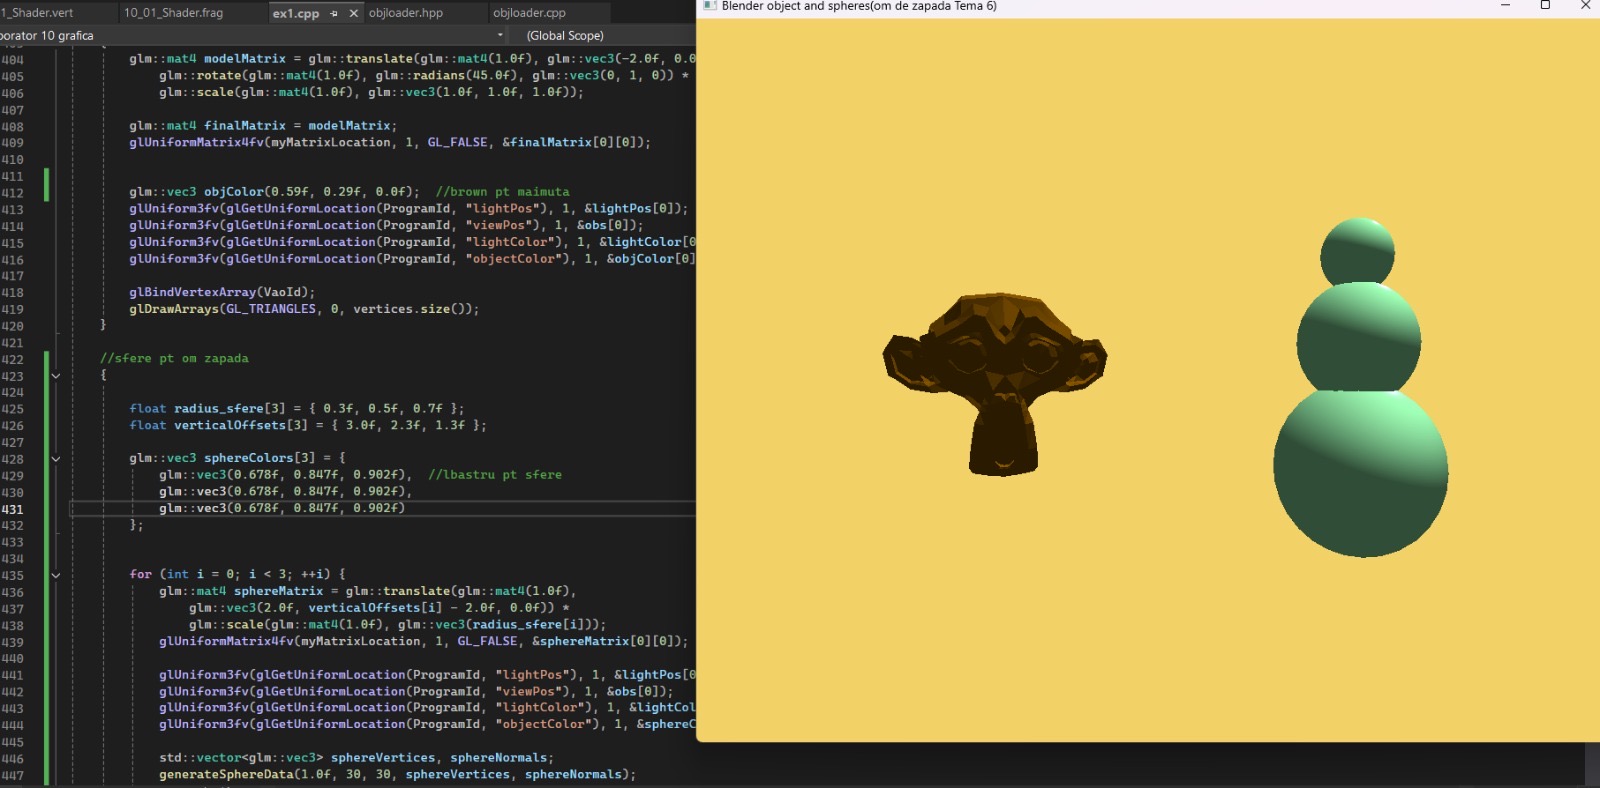 1_Shader.vert 10_01_Shader.frag ex1.cpp objloader.hpp objloader.cpp
porator 10 grafica (Global Scope)
404 glm::mat4 modelMatrix = glm::translate(glm::mat4(1.0f), glm::vec3(-2.0f, 0.0
405 glm::rotate(glm::mat4(1.0f), glm::radians(45.0f), glm::vec3(0, 1, 0)) *
406 glm::scale(glm::mat4(1.0f), glm::vec3(1.0f, 1.0f, 1.0f));
407
408 glm::mat4 finalMatrix = modelMatrix;
409 glUniformMatrix4fv(myMatrixLocation, 1, GL_FALSE, &finalMatrix[0][0]);
410
411
412 glm::vec3 objColor(0.59f, 0.29f, 0.0f); //brown pt maimuta
413 glUniform3fv(glGetUniformLocation(ProgramId, "lightPos"), 1, &lightPos[0]);
414 glUniform3fv(glGetUniformLocation(ProgramId, "viewPos"), 1, &obs[0]);
415 glUniform3fv(glGetUniformLocation(ProgramId, "lightColor"), 1, &lightColor[0
416 glUniform3fv(glGetUniformLocation(ProgramId, "objectColor"), 1, &objColor[0]
417
418 glBindVertexArray(VaoId);
419 glDrawArrays(GL_TRIANGLES, 0, vertices.size());
420 }
421
422 //sfere pt om zapada
423 {
424
425 float radius_sfere[3] = { 0.3f, 0.5f, 0.7f };
426 float verticalOffsets[3] = { 3.0f, 2.3f, 1.3f };
427
428 glm::vec3 sphereColors[3] = {
429 glm::vec3(0.678f, 0.847f, 0.902f), //lbastru pt sfere
430 glm::vec3(0.678f, 0.847f, 0.902f),
431 glm::vec3(0.678f, 0.847f, 0.902f)
432 };
433
434
435 for (int i = 0; i < 3; ++i) {
436 glm::mat4 sphereMatrix = glm::translate(glm::mat4(1.0f),
437 glm::vec3(2.0f, verticalOffsets[i] - 2.0f, 0.0f)) *
438 glm::scale(glm::mat4(1.0f), glm::vec3(radius_sfere[i]));
439 glUniformMatrix4fv(myMatrixLocation, 1, GL_FALSE, &sphereMatrix[0][0]);
440
441 glUniform3fv(glGetUniformLocation(ProgramId, "lightPos"), 1, &lightPos[0
442 glUniform3fv(glGetUniformLocation(ProgramId, "viewPos"), 1, &obs[0]);
443 glUniform3fv(glGetUniformLocation(ProgramId, "lightColor"), 1, &lightCol
444 glUniform3fv(glGetUniformLocation(ProgramId, "objectColor"), 1, &sphereC
445
446 std::vector<glm::vec3> sphereVertices, sphereNormals;
447 generateSphereData(1.0f, 30, 30, sphereVertices, sphereNormals);
Blender object and spheres(om de zapada Tema 6)